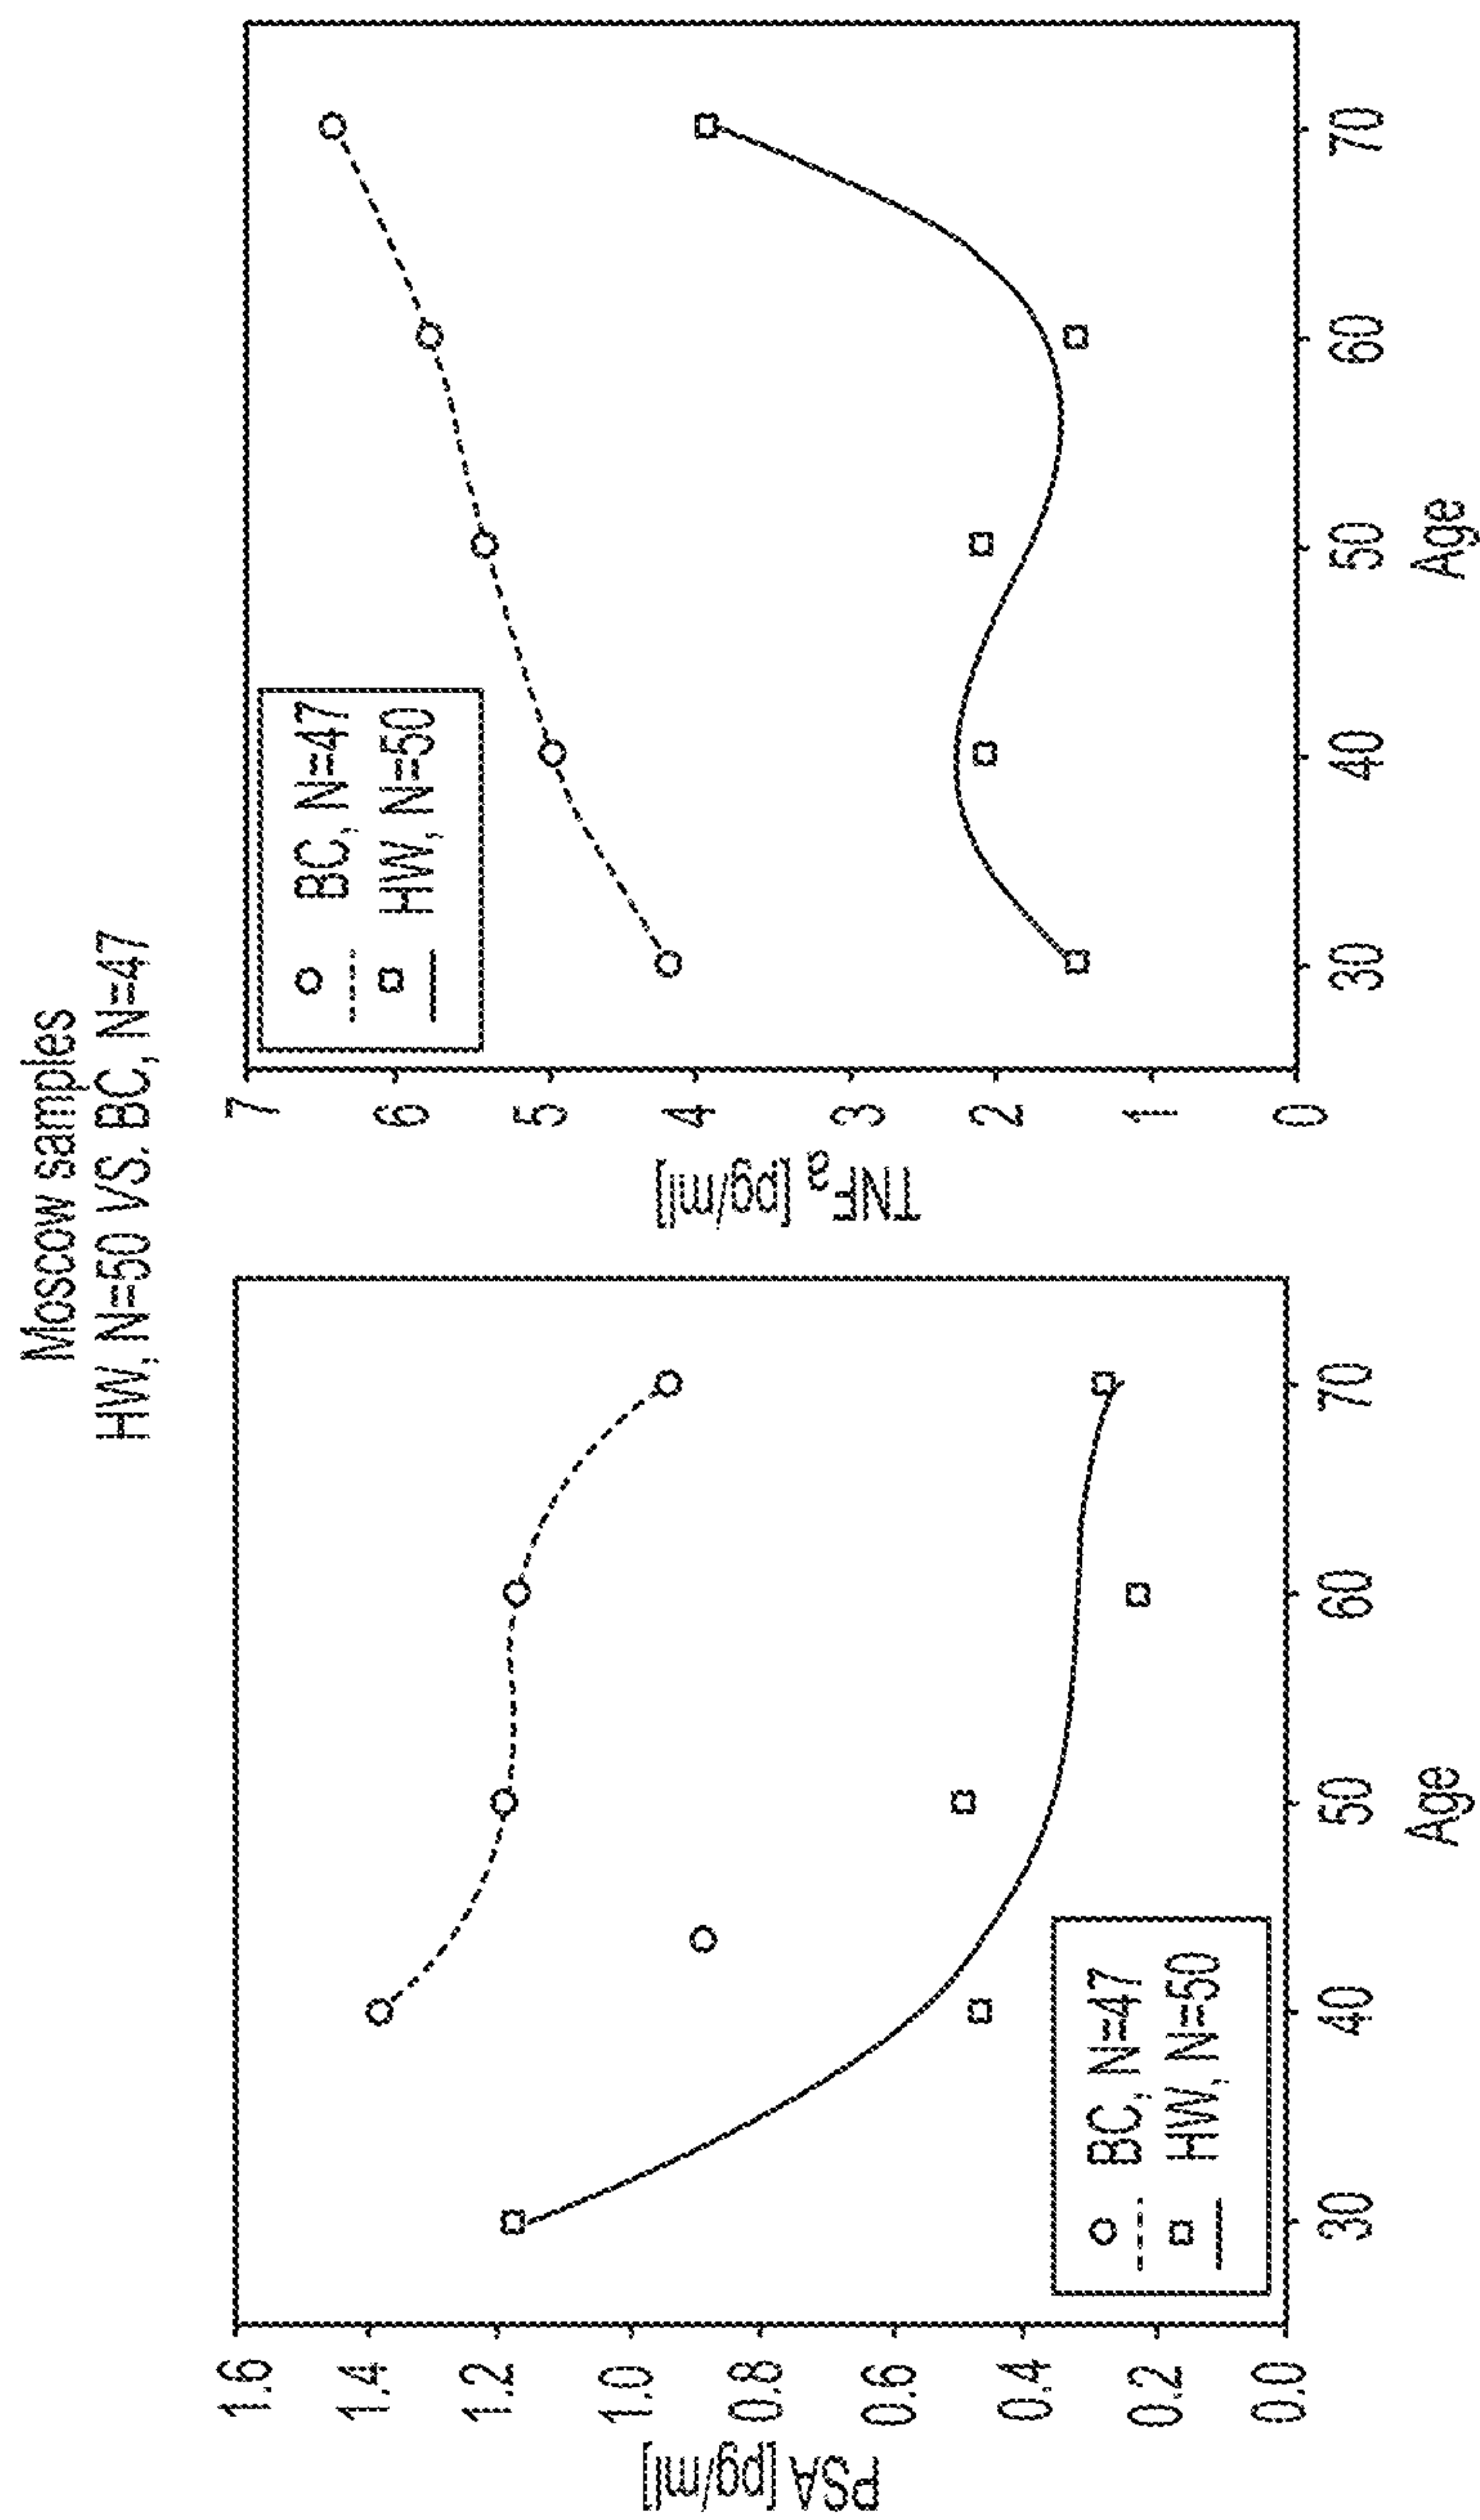 Moscow samples
HW, N=50 VS. BC, N=47
PSA [pg/ml]
1.6
1.4
1.2
1.0
0.8
0.6
0.4
0.2
0.0
BC, N=47
HW, N=50
30
40
50
60
70
Age
TNFa [pg/ml]
7
6
5
4
3
2
1
0
BC, N=47
HW, N=50
30
40
50
60
70
Age